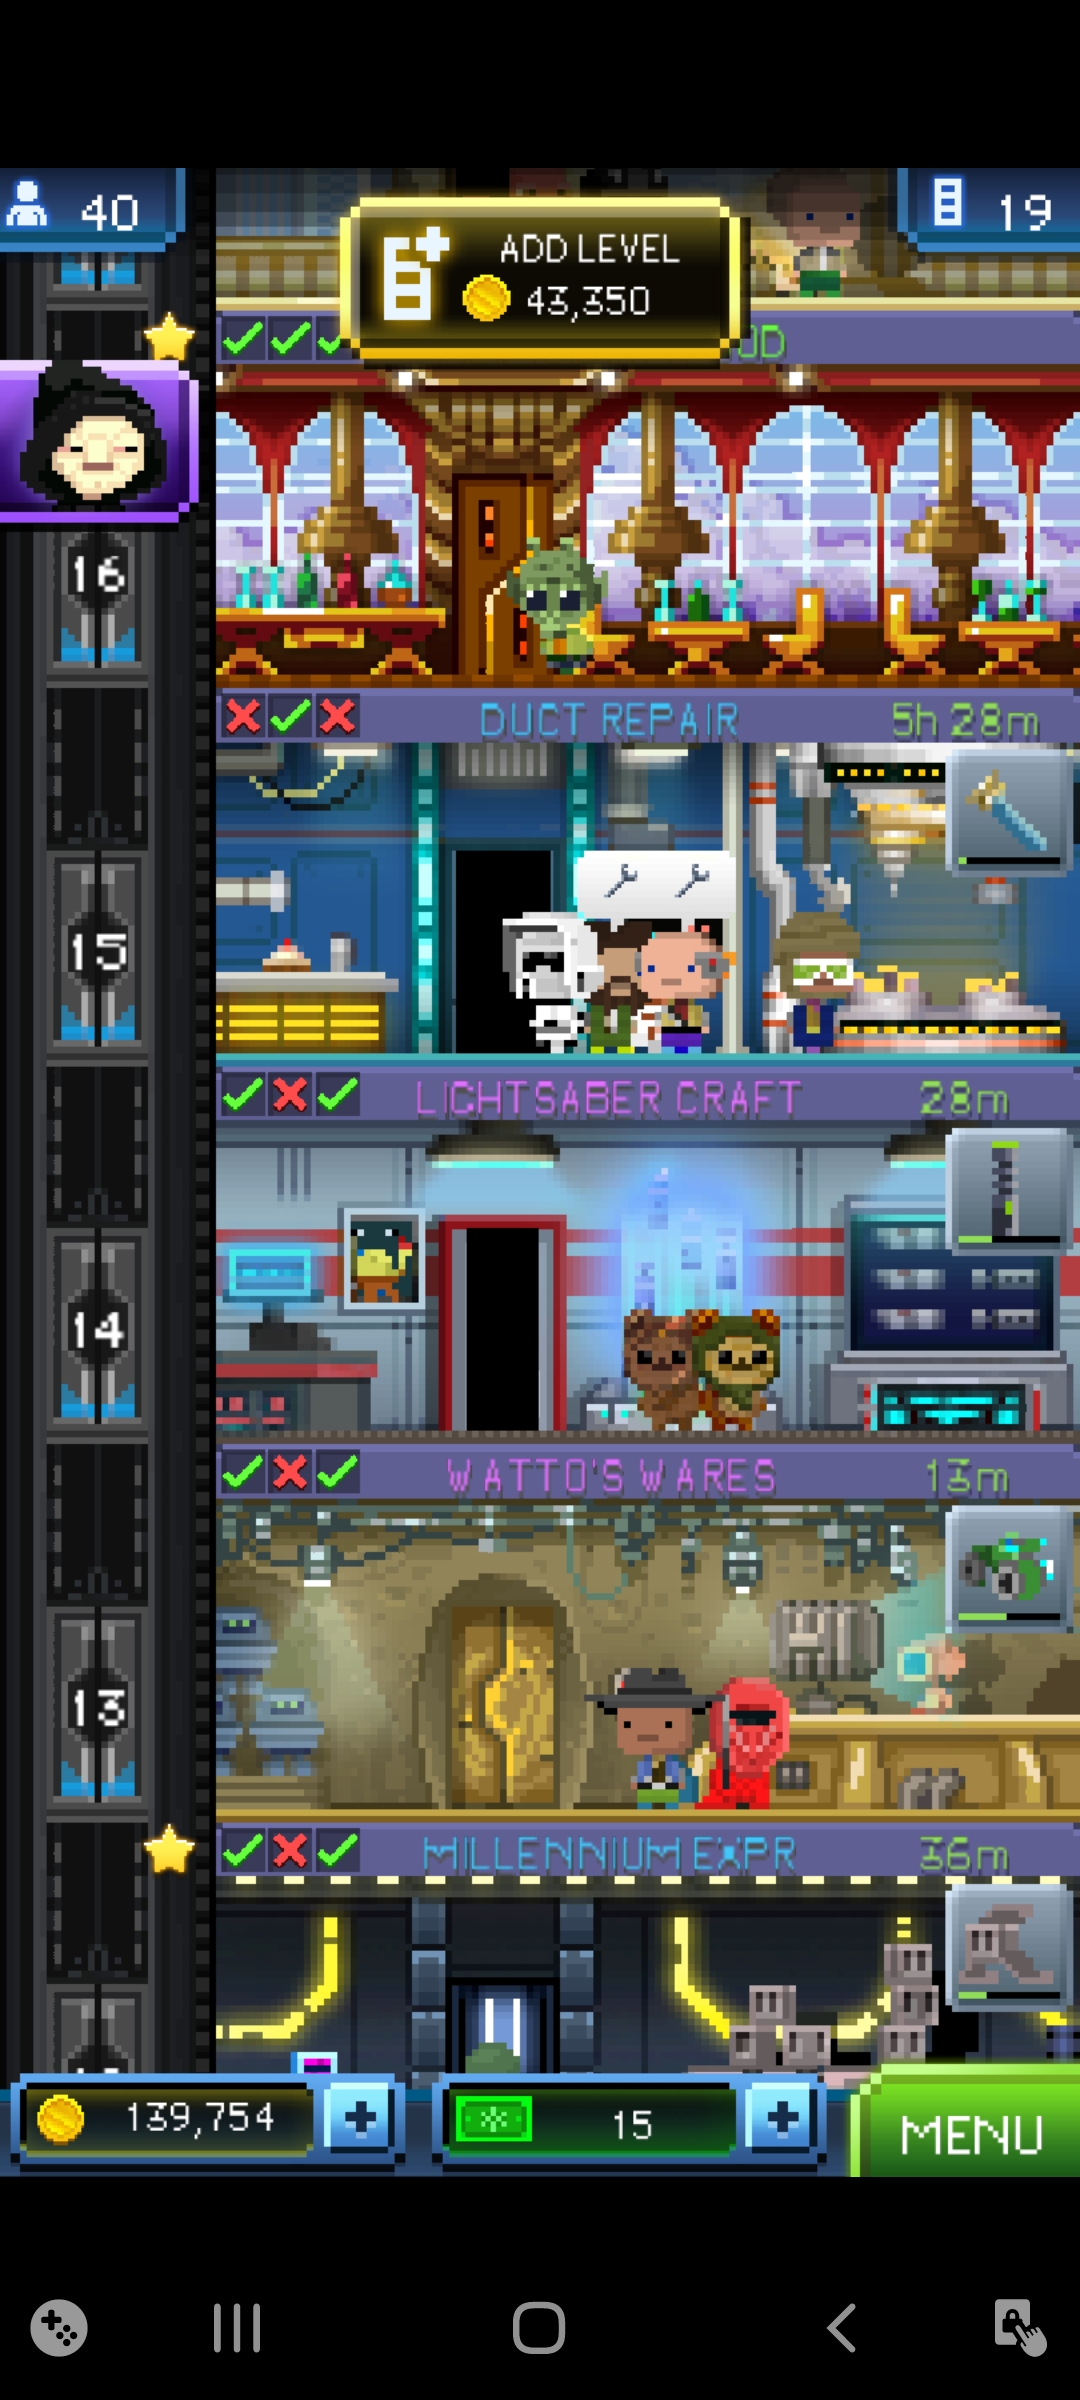 40
19
ADD LEVEL
43,350
16
DUCT REPAIR 5h 28m
15
LIGHTSABER CRAFT 28m
14
WATTO'S WARES 13m
13
MILLENNIUM EXPR 36m
139,754
15
MENU